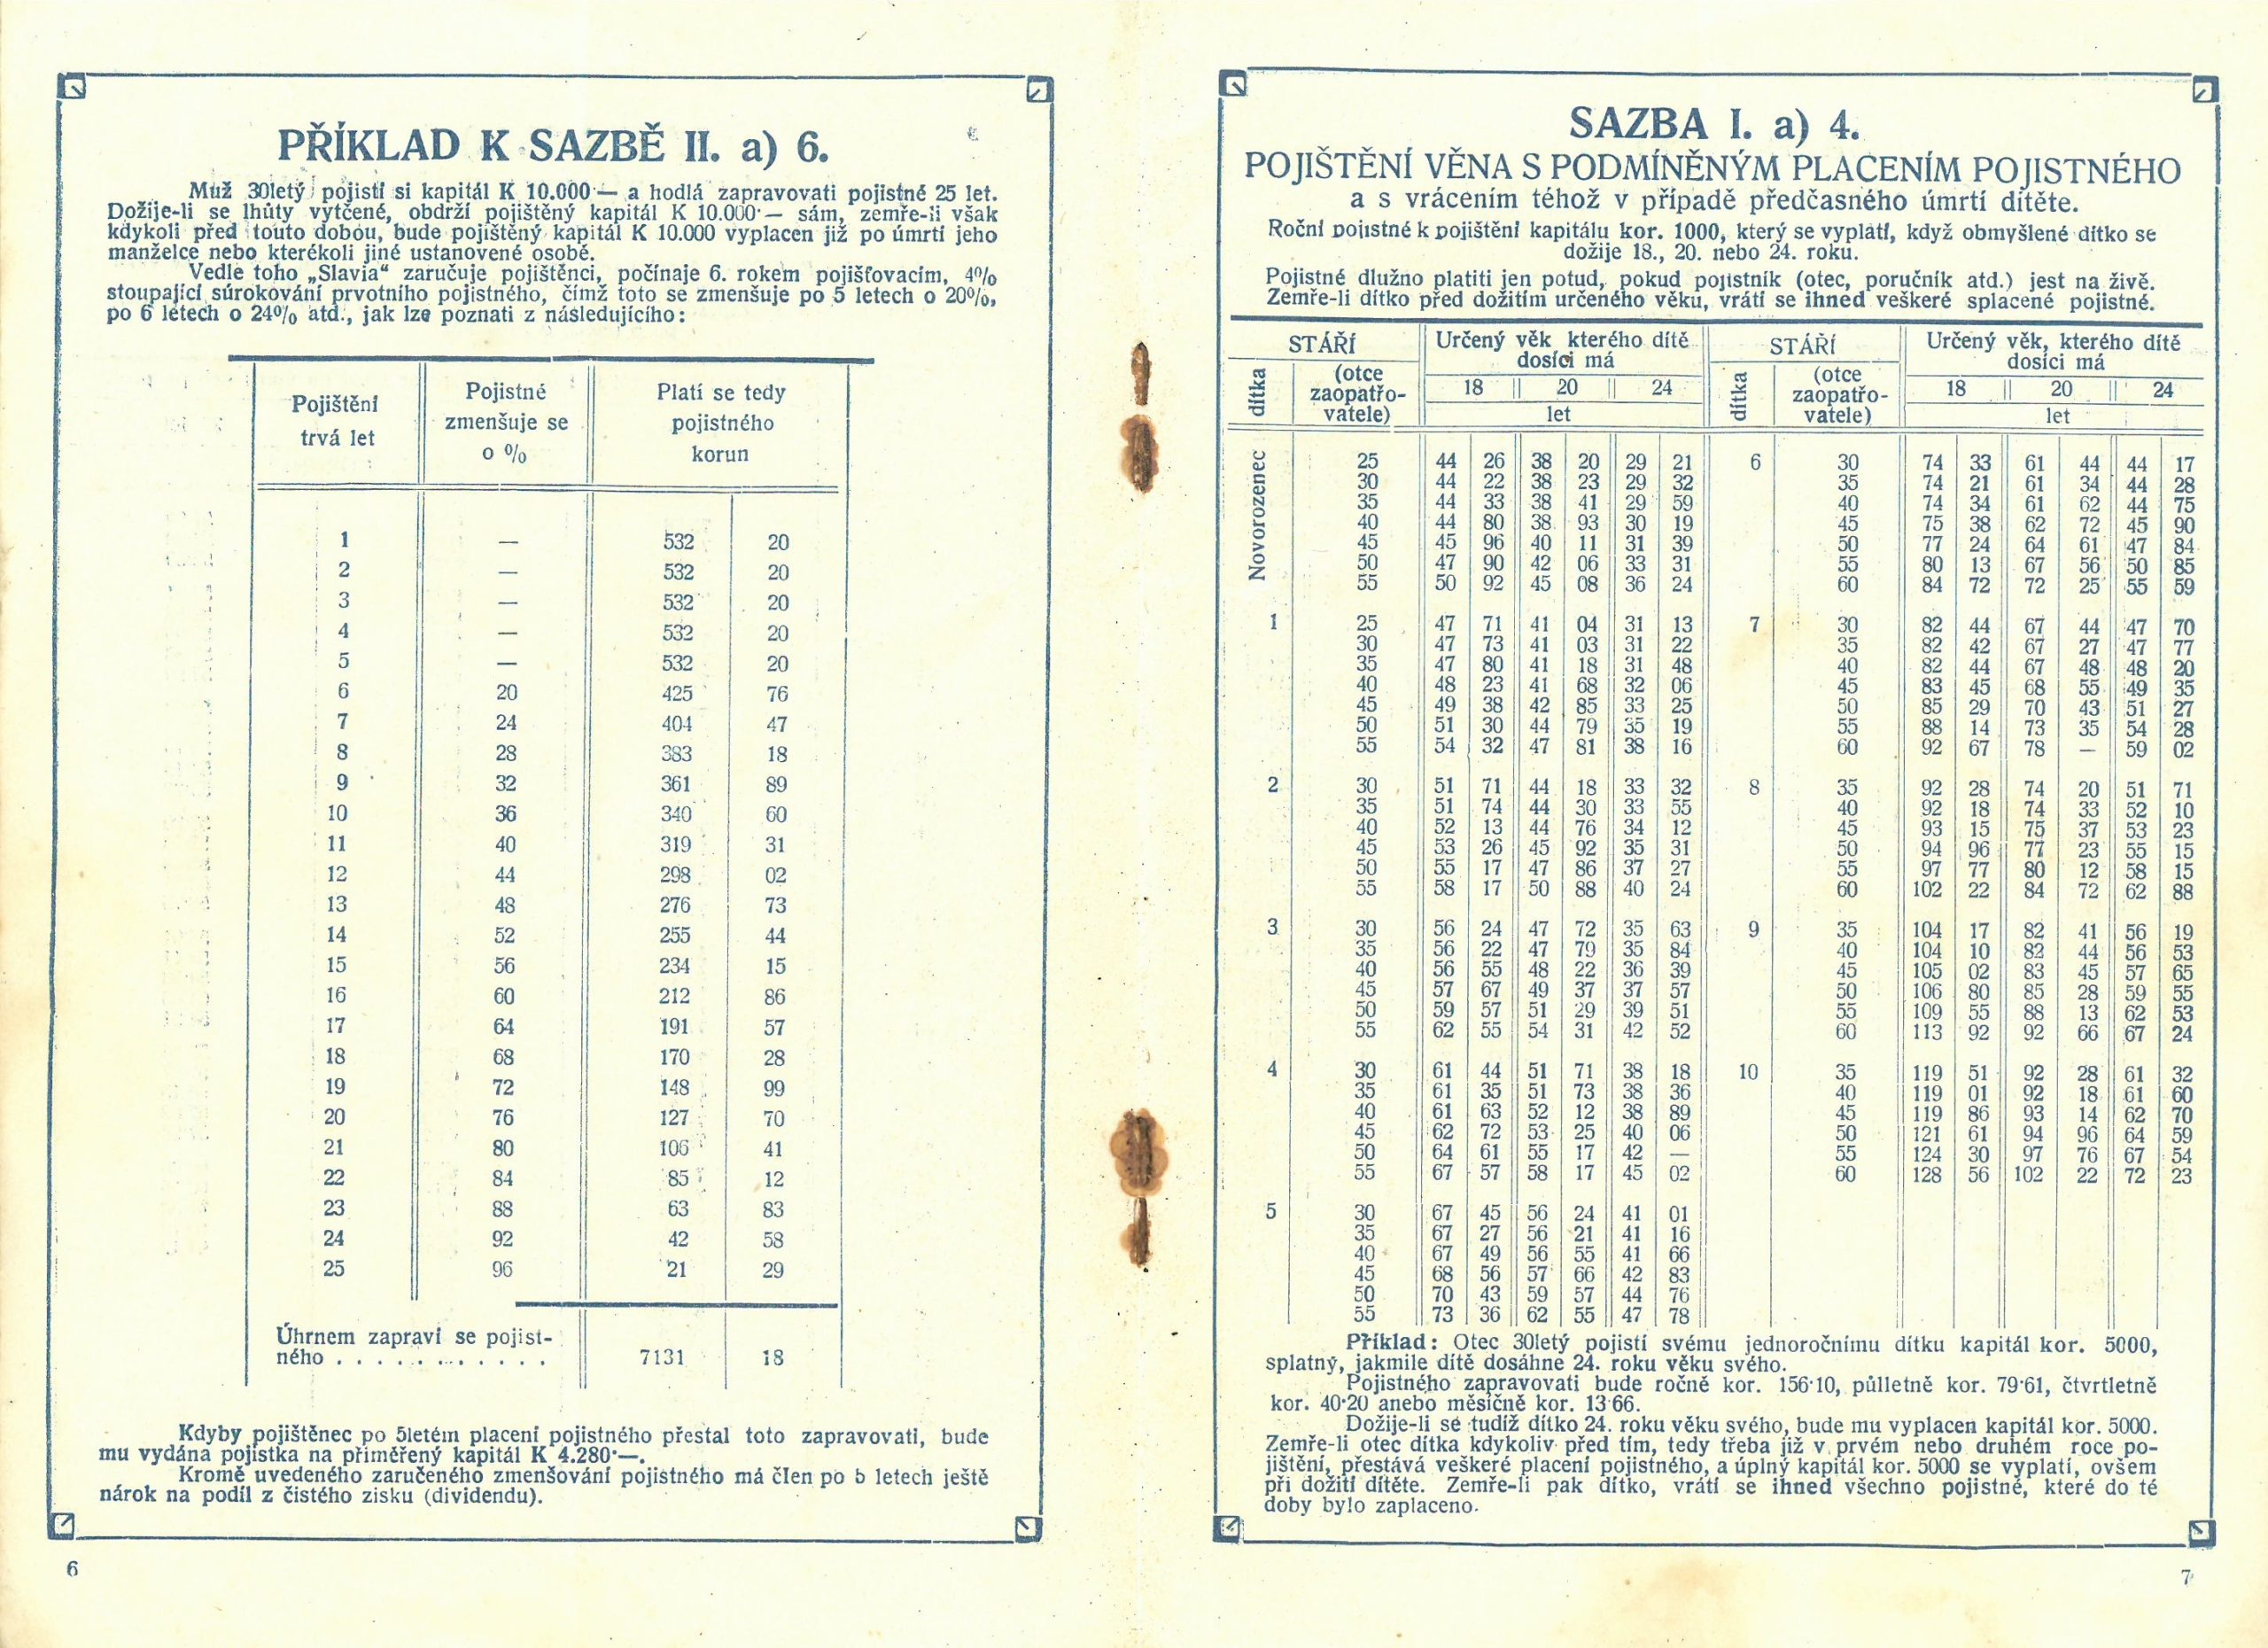 PŘÍKLAD K SAZBĚ II. a) 6.
Muž 30letý pojistí si kapitál K 10.000·— a hodlá zapravovati pojistné 25 let.
Dožije-li se lhůty vytčené, obdrží pojištěný kapitál K 10.000·— sám, zemře-li však
kdykoli před touto dobou, bude pojištěný kapitál K 10.000 vyplacen již po úmrtí jeho
manželce nebo kterékoli jiné ustanovené osobě.
Vedle toho „Slavia“ zaručuje pojištěnci, počínaje 6. rokem pojišťovacím, 4%
stoupající súrokování prvotního pojistného, čímž toto se zmenšuje po 5 letech o 20%,
po 6 letech o 24% atd., jak lze poznati z následujícího:
Pojištění trvá let | Pojistné zmenšuje se o % | Platí se tedy pojistného korun
1 — 532 20
2 — 532 20
3 — 532 20
4 — 532 20
5 — 532 20
6 20 425 76
7 24 404 47
8 28 383 18
9 32 361 89
10 36 340 60
11 40 319 31
12 44 298 02
13 48 276 73
14 52 255 44
15 56 234 15
16 60 212 86
17 64 191 57
18 68 170 28
19 72 148 99
20 76 127 70
21 80 106 41
22 84 85 12
23 88 63 83
24 92 42 58
25 96 21 29
Úhrnem zapraví se pojist-
ného . . . . . . . . . . . 7131 18
Kdyby pojištěnec po 5letém placení pojistného přestal toto zapravovati, bude
mu vydána pojistka na přiměřený kapitál K 4.280·—.
Kromě uvedeného zaručeného zmenšování pojistného má člen po 5 letech ještě
nárok na podíl z čistého zisku (dividendu).
6
SAZBA I. a) 4.
POJIŠTĚNÍ VĚNA S PODMÍNĚNÝM PLACENÍM POJISTNÉHO
a s vrácením téhož v případě předčasného úmrtí dítěte.
Roční pojistné k pojištění kapitálu kor. 1000, který se vyplatí, když obmyšlené dítko se
dožije 18., 20. nebo 24. roku.
Pojistné dlužno platiti jen potud, pokud pojistník (otec, poručník atd.) jest na živě.
Zemře-li dítko před dožitím určeného věku, vrátí se ihned veškeré splacené pojistné.
STÁŘÍ | Určený věk kterého dítě dosíci má | STÁŘÍ | Určený věk, kterého dítě dosíci má
dítka | (otce zaopatřo-vatele) | 18 || 20 || 24 let | dítka | (otce zaopatřo-vatele) | 18 || 20 || 24 let
Novorozenec 25 44 26 38 20 29 21 6 30 74 33 61 44 44 17
30 44 22 38 23 29 32 35 74 21 61 34 44 28
35 44 33 38 41 29 59 40 74 34 61 62 44 75
40 44 80 38 93 30 19 45 75 38 62 72 45 90
45 45 96 40 11 31 39 50 77 24 64 61 47 84
50 47 90 42 06 33 31 55 80 13 67 56 50 85
55 50 92 45 08 36 24 60 84 72 72 25 55 59
1 25 47 71 41 04 31 13 7 30 82 44 67 44 47 70
30 47 73 41 03 31 22 35 82 42 67 27 47 77
35 47 80 41 18 31 48 40 82 44 67 48 48 20
40 48 23 41 68 32 06 45 83 45 68 55 49 35
45 49 38 42 85 33 25 50 85 29 70 43 51 27
50 51 30 44 79 35 19 55 88 14 73 35 54 28
55 54 32 47 81 38 16 60 92 67 78 — 59 02
2 30 51 71 44 18 33 32 8 35 92 28 74 20 51 71
35 51 74 44 30 33 55 40 92 18 74 33 52 10
40 52 13 44 76 34 12 45 93 15 75 37 53 23
45 53 26 45 92 35 31 50 94 96 77 23 55 15
50 55 17 47 86 37 27 55 97 77 80 12 58 15
55 58 17 50 88 40 24 60 102 22 84 72 62 88
3 30 56 24 47 72 35 63 9 35 104 17 82 41 56 19
35 56 22 47 79 35 84 40 104 10 82 44 56 53
40 56 55 48 22 36 39 45 105 02 83 45 57 65
45 57 67 49 37 37 57 50 106 80 85 28 59 55
50 59 57 51 29 39 51 55 109 55 88 13 62 53
55 62 55 54 31 42 52 60 113 92 92 66 67 24
4 30 61 44 51 71 38 18 10 35 119 51 92 28 61 32
35 61 35 51 73 38 36 40 119 01 92 18 61 60
40 61 63 52 12 38 89 45 119 86 93 14 62 70
45 62 72 53 25 40 06 50 121 61 94 96 64 59
50 64 61 55 17 42 — 55 124 30 97 76 67 54
55 67 57 58 17 45 02 60 128 56 102 22 72 23
5 30 67 45 56 24 41 01
35 67 27 56 21 41 16
40 67 49 56 55 41 66
45 68 56 57 66 42 83
50 70 43 59 57 44 76
55 73 36 62 55 47 78
Příklad: Otec 30letý pojistí svému jednoročnímu dítku kapitál kor. 5000,
splatný, jakmile dítě dosáhne 24. roku věku svého.
Pojistného zapravovati bude ročně kor. 156·10, půlletně kor. 79·61, čtvrtletně
kor. 40·20 anebo měsíčně kor. 13·66.
Dožije-li se tudíž dítko 24. roku věku svého, bude mu vyplacen kapitál kor. 5000.
Zemře-li otec dítka kdykoliv před tím, tedy třeba již v prvém nebo druhém roce po-
jištění, přestává veškeré placení pojistného, a úplný kapitál kor. 5000 se vyplatí, ovšem
při dožití dítěte. Zemře-li pak dítko, vrátí se ihned všechno pojistné, které do té
doby bylo zaplaceno.
7